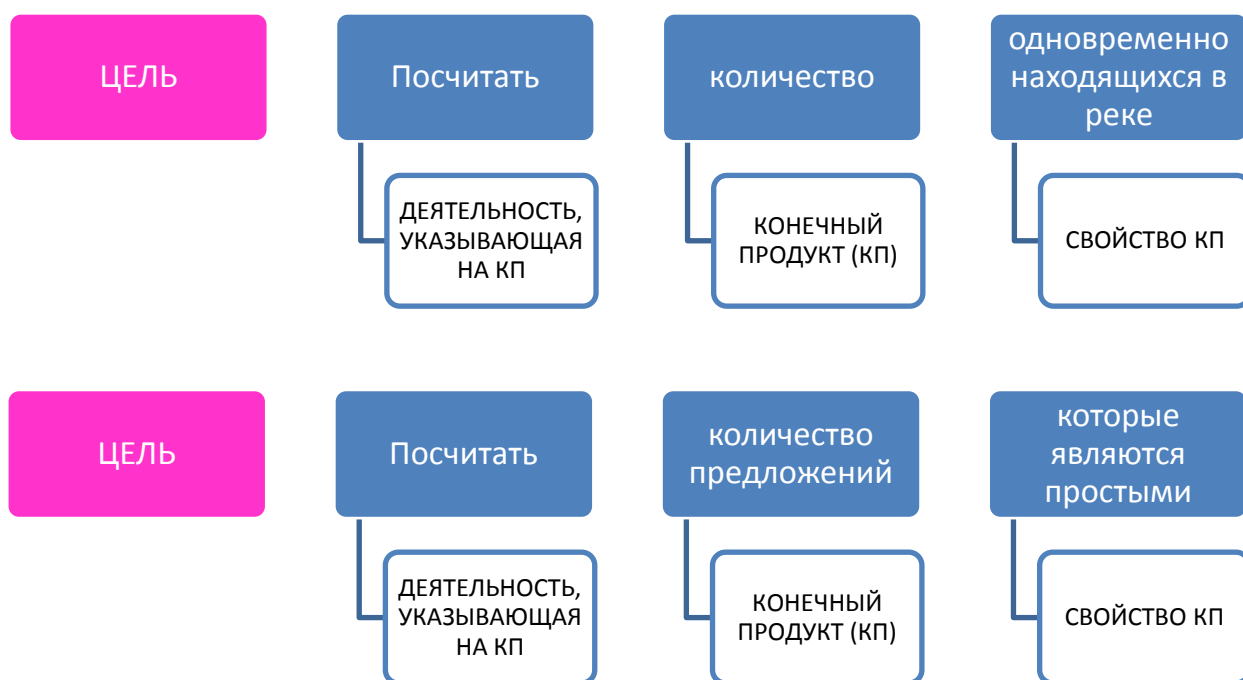 ЦЕЛЬ
Посчитать
количество
одновременно
находящихся в
реке
ДЕЯТЕЛЬНОСТЬ,
УКАЗЫВАЮЩАЯ
НА КП
КОНЕЧНЫЙ
ПРОДУКТ (КП)
СВОЙСТВО КП
ЦЕЛЬ
Посчитать
количество
предложений
которые
являются
простыми
ДЕЯТЕЛЬНОСТЬ,
УКАЗЫВАЮЩАЯ
НА КП
КОНЕЧНЫЙ
ПРОДУКТ (КП)
СВОЙСТВО КП